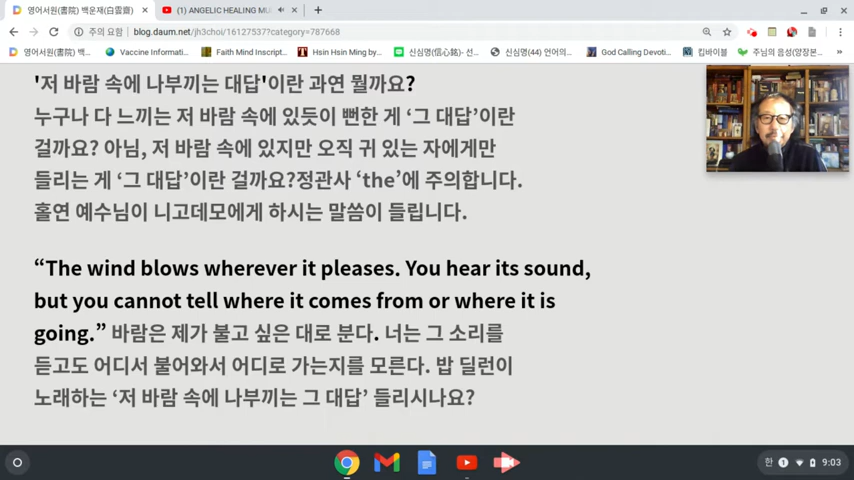 영어서원(書院) 백운재(白雲齋)
(1) ANGELIC HEALING MU
주의 요함
blog.daum.net/jh3choi/16127537?category=787668
영어서원(書院) 백운
Vaccine Informati...
Faith Mind Inscript...
Hsin Hsin Ming by...
신심명(信心銘)- 선...
신심명(44) 언어의...
God Calling Devoti...
킵바이블
주님의 음성(양장본...
'저 바람 속에 나부끼는 대답'이란 과연 뭘까요?
누구나 다 느끼는 저 바람 속에 있듯이 뻔한 게 ‘그 대답’이란
걸까요? 아님, 저 바람 속에 있지만 오직 귀 있는 자에게만
들리는 게 ‘그 대답’이란 걸까요?정관사 ‘the’에 주의합니다.
홀연 예수님이 니고데모에게 하시는 말씀이 들립니다.
“The wind blows wherever it pleases. You hear its sound,
but you cannot tell where it comes from or where it is
going.” 바람은 제가 불고 싶은 대로 분다. 너는 그 소리를
듣고도 어디서 불어와서 어디로 가는지를 모른다. 밥 딜런이
노래하는 ‘저 바람 속에 나부끼는 그 대답’ 들리시나요?
한
9:03